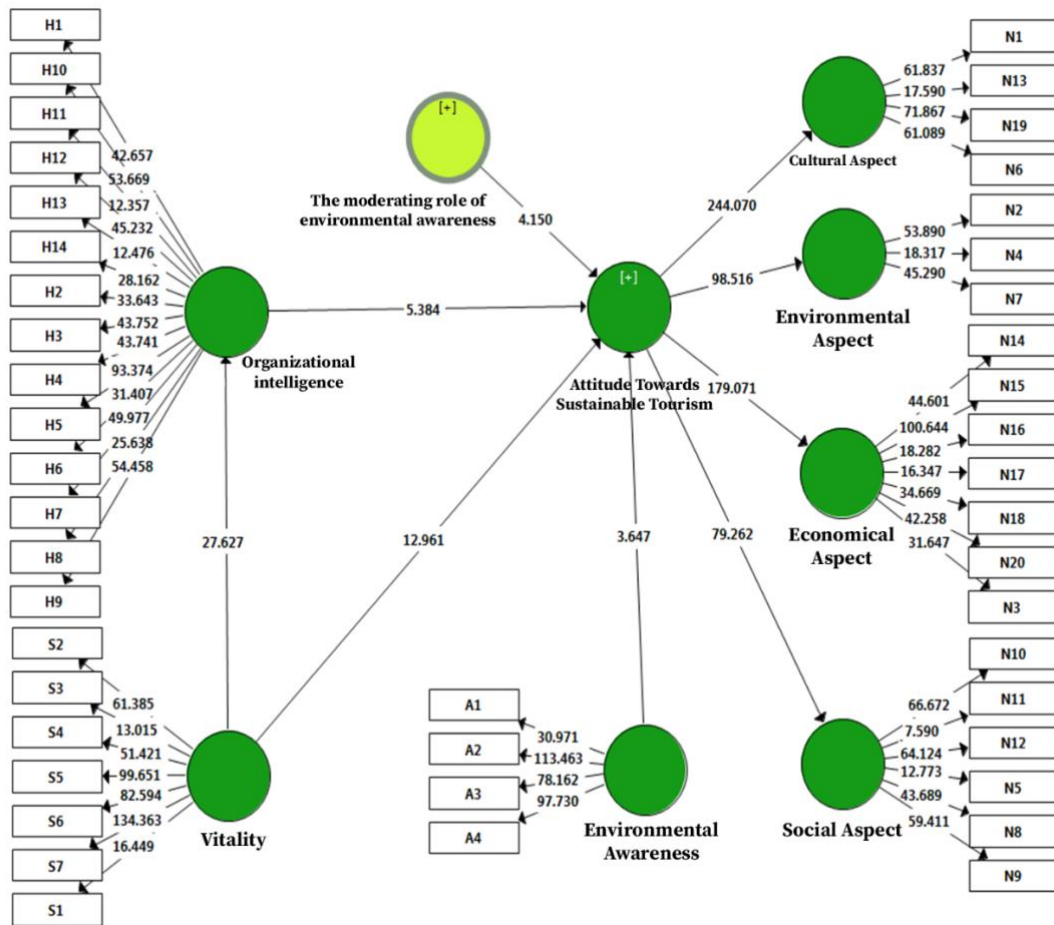 H1
H10
H11
H12
H13
H14
H2
H3
H4
H5
H6
H7
H8
H9
42.657
53.669
12.357
45.232
12.476
28.162
33.643
43.752
43.741
93.374
31.407
49.977
25.638
54.458
Organizational
intelligence
[+]
The moderating role of
environmental awareness
4.150
5.384
[+]
Attitude Towards
Sustainable Tourism
27.627
12.961
3.647
244.070
98.516
179.071
79.262
S2
S3
S4
S5
S6
S7
S1
61.385
13.015
51.421
99.651
82.594
134.363
16.449
Vitality
A1
A2
A3
A4
30.971
113.463
78.162
97.730
Environmental
Awareness
Cultural Aspect
61.837
17.590
71.867
61.089
N1
N13
N19
N6
Environmental
Aspect
53.890
18.317
45.290
N2
N4
N7
Economical
Aspect
44.601
100.644
18.282
16.347
34.669
42.258
31.647
N14
N15
N16
N17
N18
N20
N3
Social Aspect
66.672
7.590
64.124
12.773
43.689
59.411
N10
N11
N12
N5
N8
N9